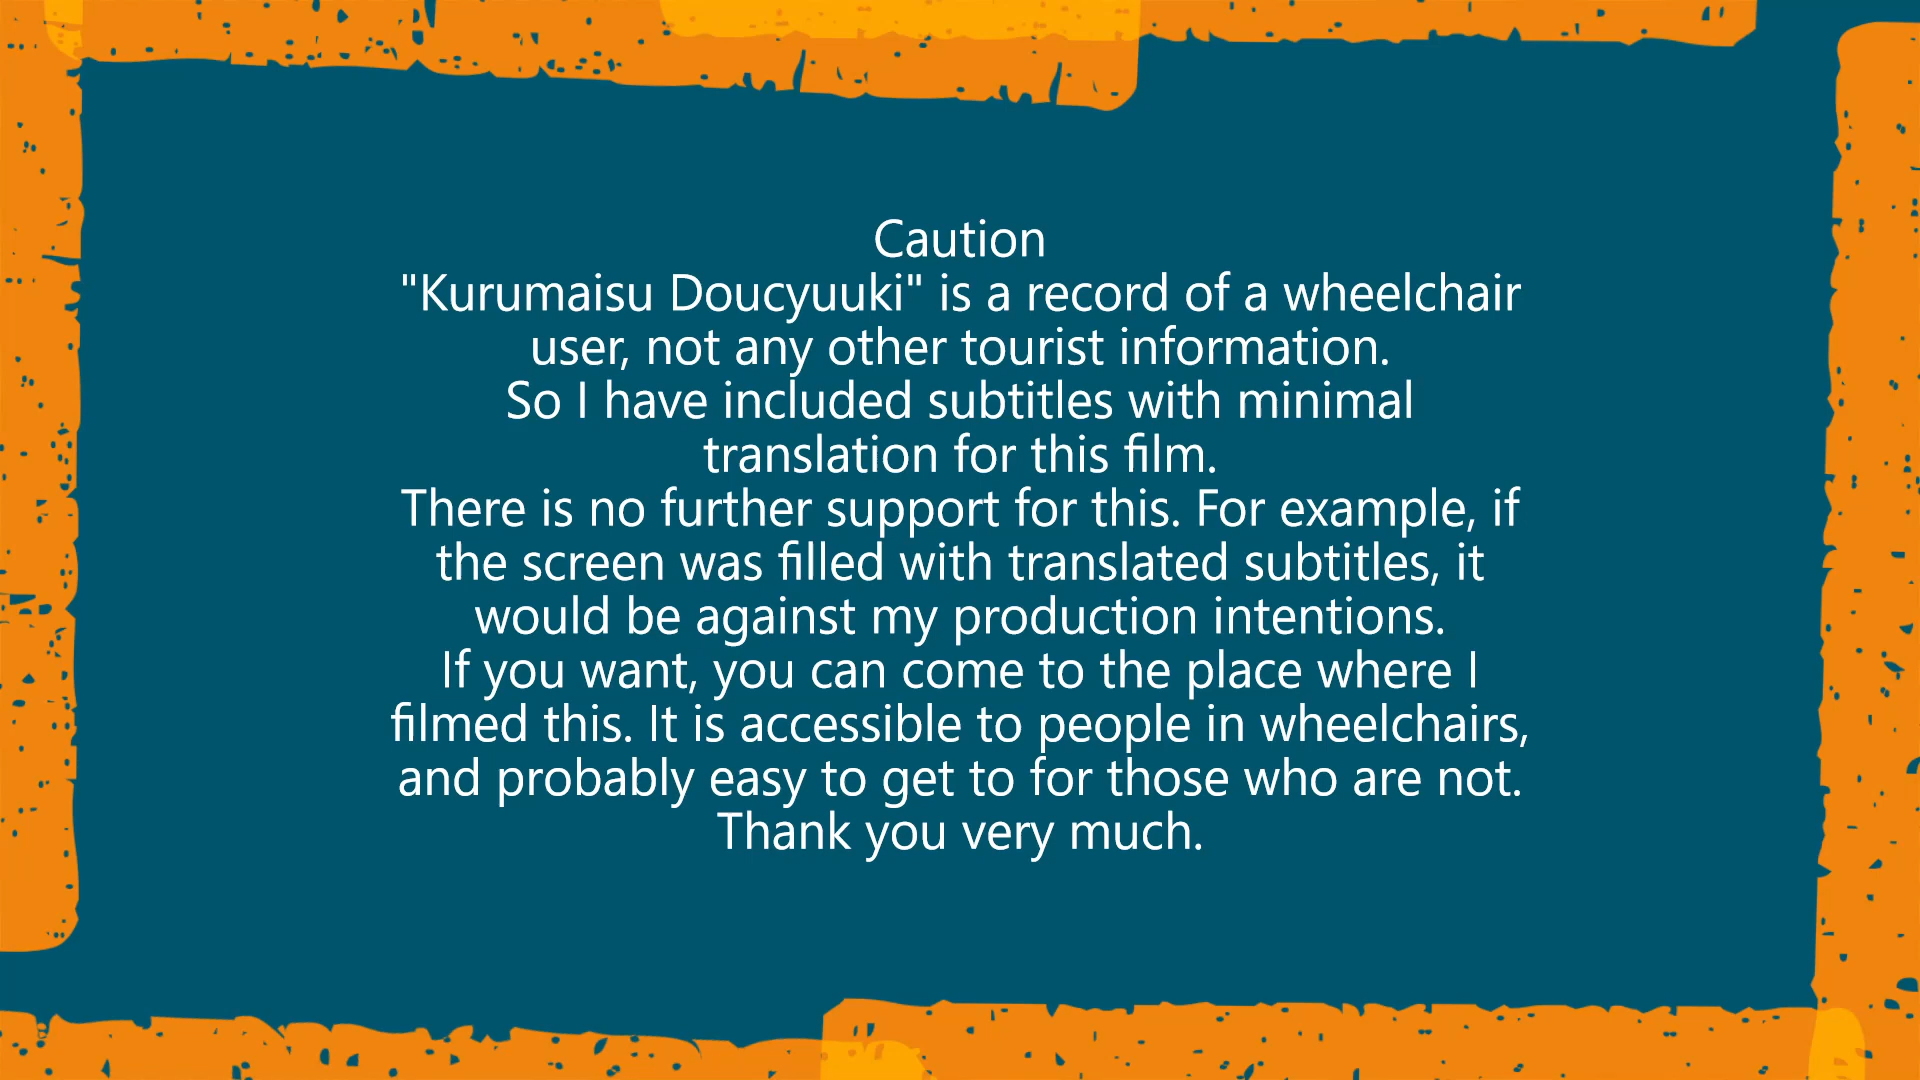 Caution
"Kurumaisu Doucyuuki" is a record of a wheelchair
user, not any other tourist information.
So I have included subtitles with minimal
translation for this film.
There is no further support for this. For example, if
the screen was filled with translated subtitles, it
would be against my production intentions.
If you want, you can come to the place where I
filmed this. It is accessible to people in wheelchairs,
and probably easy to get to for those who are not.
Thank you very much.